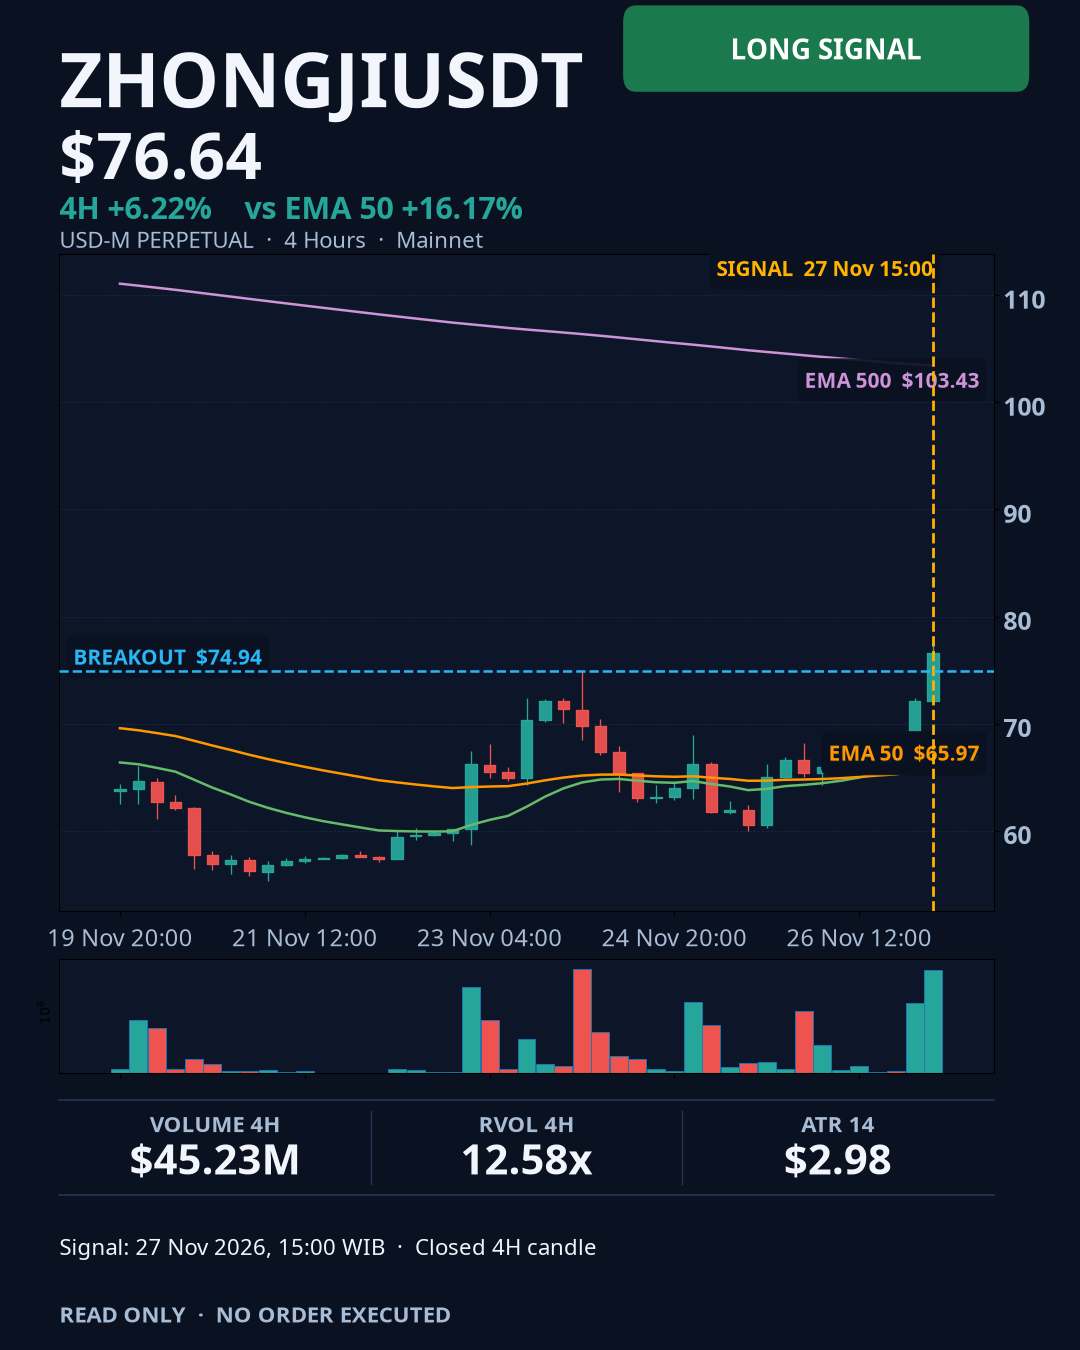 ZHONGJIUSDT
LONG SIGNAL
$76.64
4H +6.22% vs EMA 50 +16.17%
USD-M PERPETUAL · 4 Hours · Mainnet
SIGNAL 27 Nov 15:00
110
EMA 500 $103.43
100
90
80
BREAKOUT $74.94
70
EMA 50 $65.97
60
19 Nov 20:00 21 Nov 12:00 23 Nov 04:00 24 Nov 20:00 26 Nov 12:00
10⁶
VOLUME 4H RVOL 4H ATR 14
$45.23M 12.58x $2.98
Signal: 27 Nov 2026, 15:00 WIB · Closed 4H candle
READ ONLY · NO ORDER EXECUTED